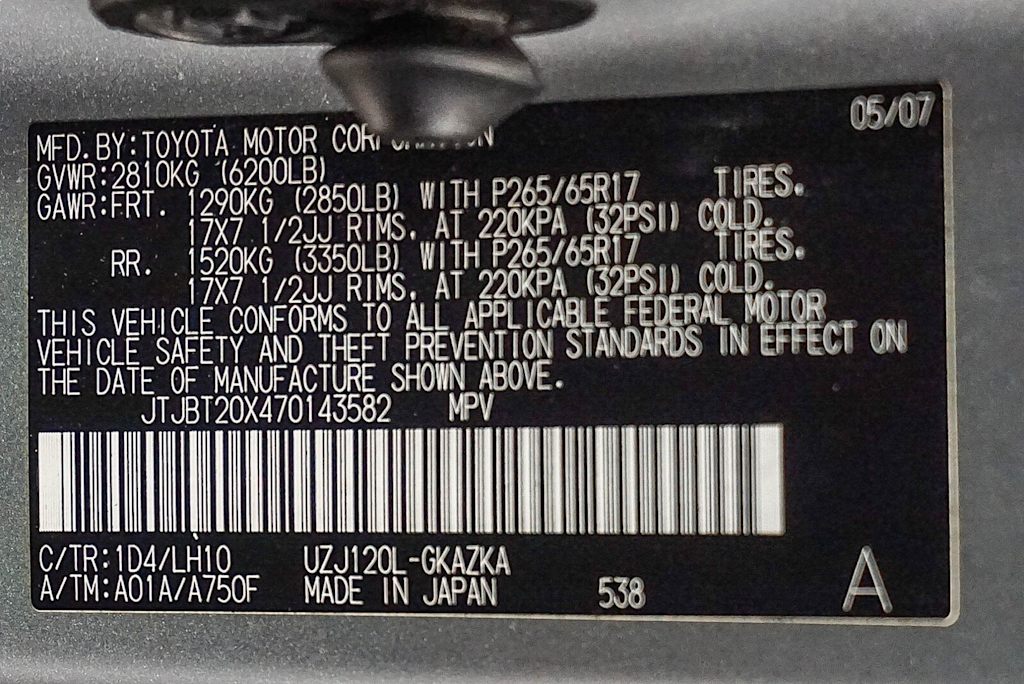 05/07
MFD. BY: TOYOTA MOTOR
GVWR: 2810KG (6200LB)
GAWR: FRT. 1290KG (2850LB) WITH P265/65R17 TIRES.
17X7 1/2JJ RIMS. AT 220KPA (32PSI) COLD.
RR. 1520KG (3350LB) WITH P265/65R17 TIRES.
17X7 1/2JJ RIMS. AT 220KPA (32PSI) COLD.
THIS VEHICLE CONFORMS TO ALL APPLICABLE FEDERAL MOTOR
VEHICLE SAFETY AND THEFT PREVENTION STANDARDS IN EFFECT ON
THE DATE OF MANUFACTURE SHOWN ABOVE.
JTJBT20X470143582 MPV
C/TR: 1D4/LH10 UZJ120L-GKAZKA
A/TM: A01A/A750F MADE IN JAPAN 538 A